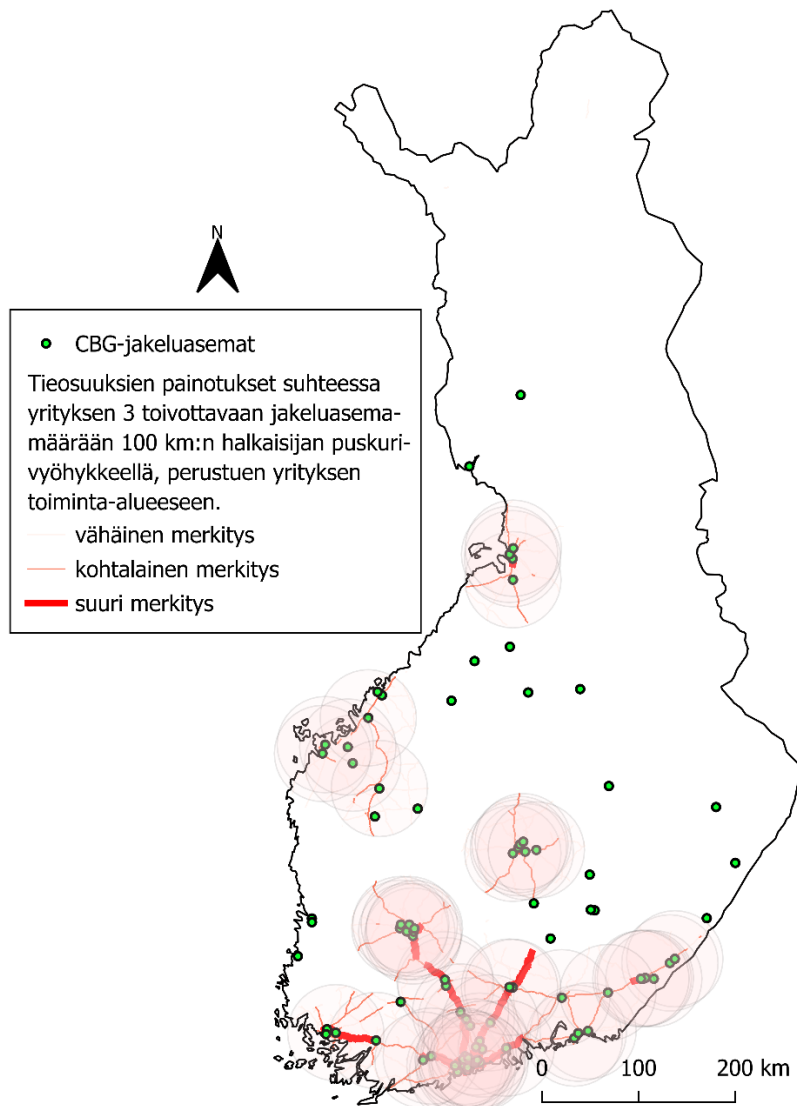 N
CBG-jakeluasemat
Tieosuuksien painotukset suhteessa
yrityksen 3 toivottavaan jakeluasema-
määrään 100 km:n halkaisijan puskuri-
vyöhykkeellä, perustuen yrityksen
toiminta-alueeseen.
vähäinen merkitys
kohtalainen merkitys
suuri merkitys
0 100 200 km